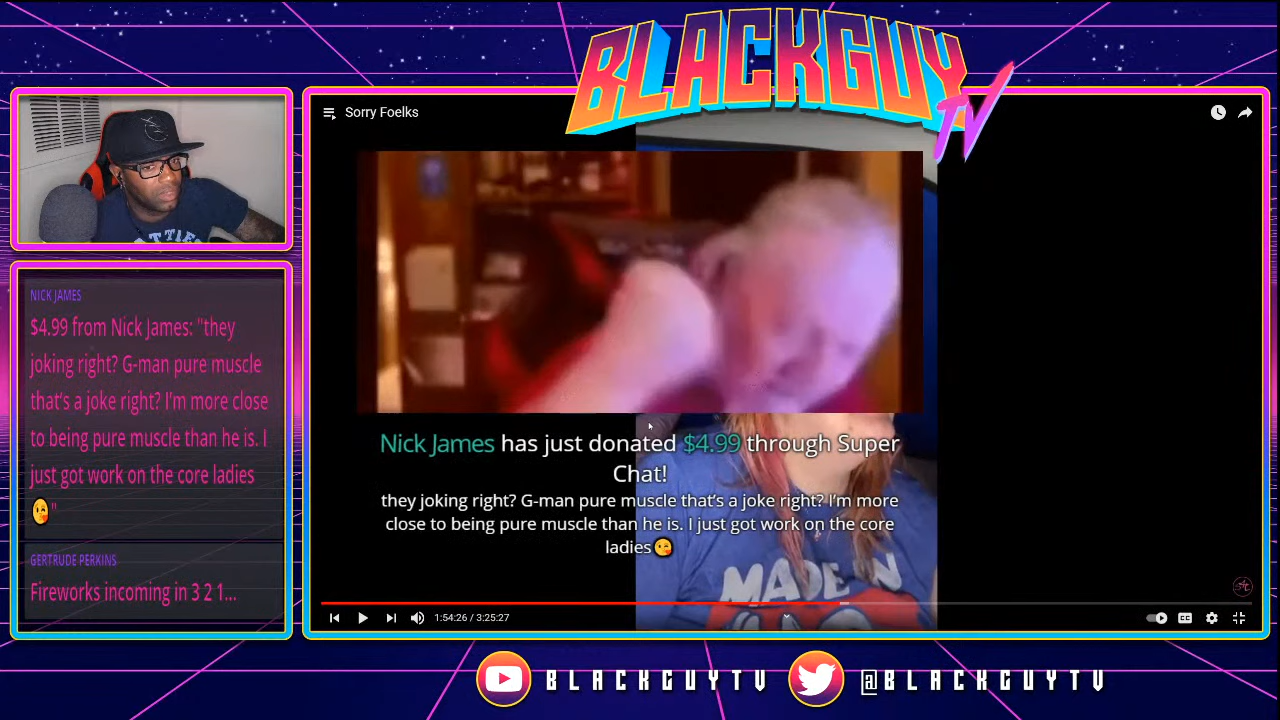 BLACKGUY
TV
Sorry Foelks
NICK JAMES
$4.99 from Nick James: "they
joking right? G-man pure muscle
that's a joke right? I'm more close
to being pure muscle than he is. I
just got work on the core ladies
😘"
GERTRUDE PERKINS
Fireworks incoming in 3 2 1...
Nick James has just donated $4.99 through Super
Chat!
they joking right? G-man pure muscle that's a joke right? I'm more
close to being pure muscle than he is. I just got work on the core
ladies😘
MADE IN
1:54:26 / 3:25:27
CC
BLACKGUYTV
@BLACKGUYTV